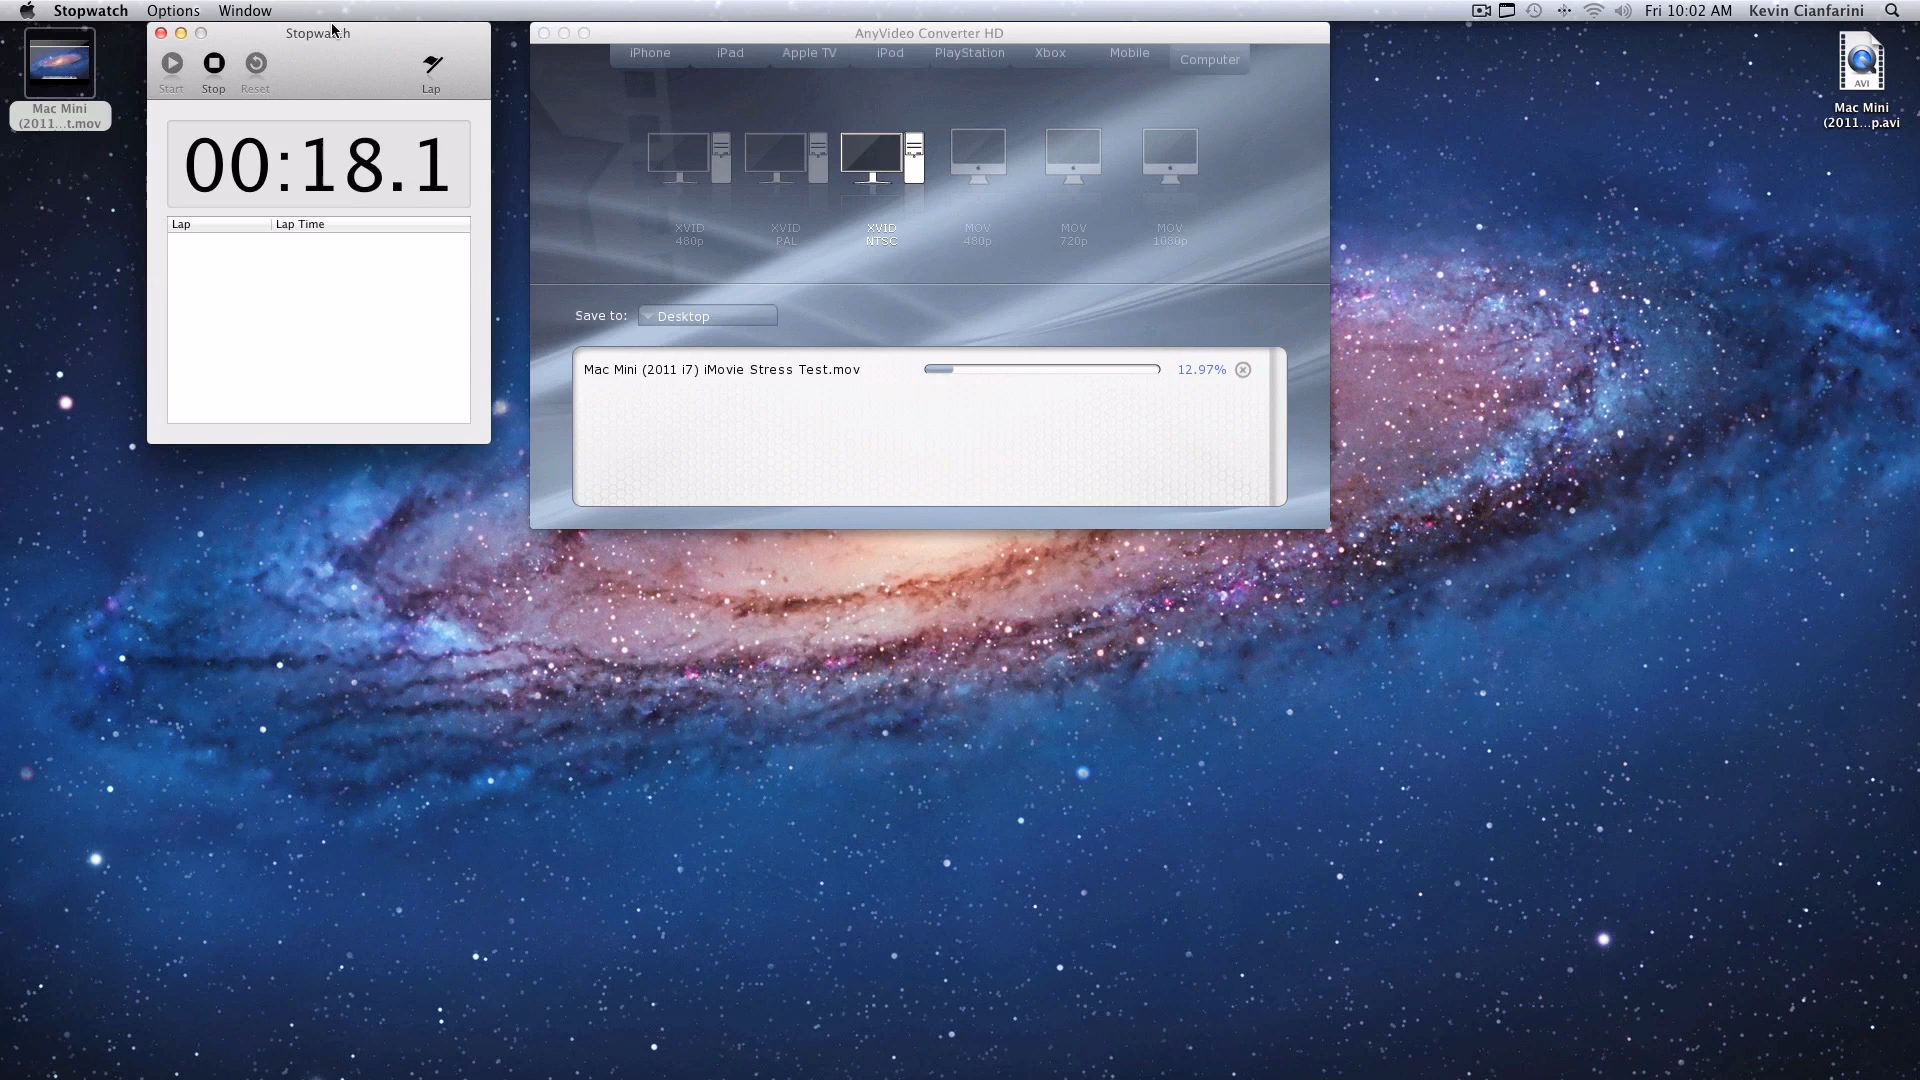 Stopwatch Options Window
Fri 10:02 AM Kevin Cianfarini
Mac Mini
(2011...t.mov
Stopwatch
Start Stop Reset Lap
00:18.1
Lap Lap Time
AnyVideo Converter HD
iPhone iPad Apple TV iPod PlayStation Xbox Mobile Computer
XVID
480p
XVID
PAL
XVID
NTSC
MOV
480p
MOV
720p
MOV
1080p
Save to: Desktop
Mac Mini (2011 i7) iMovie Stress Test.mov 12.97%
AVI
Mac Mini
(2011...p.avi